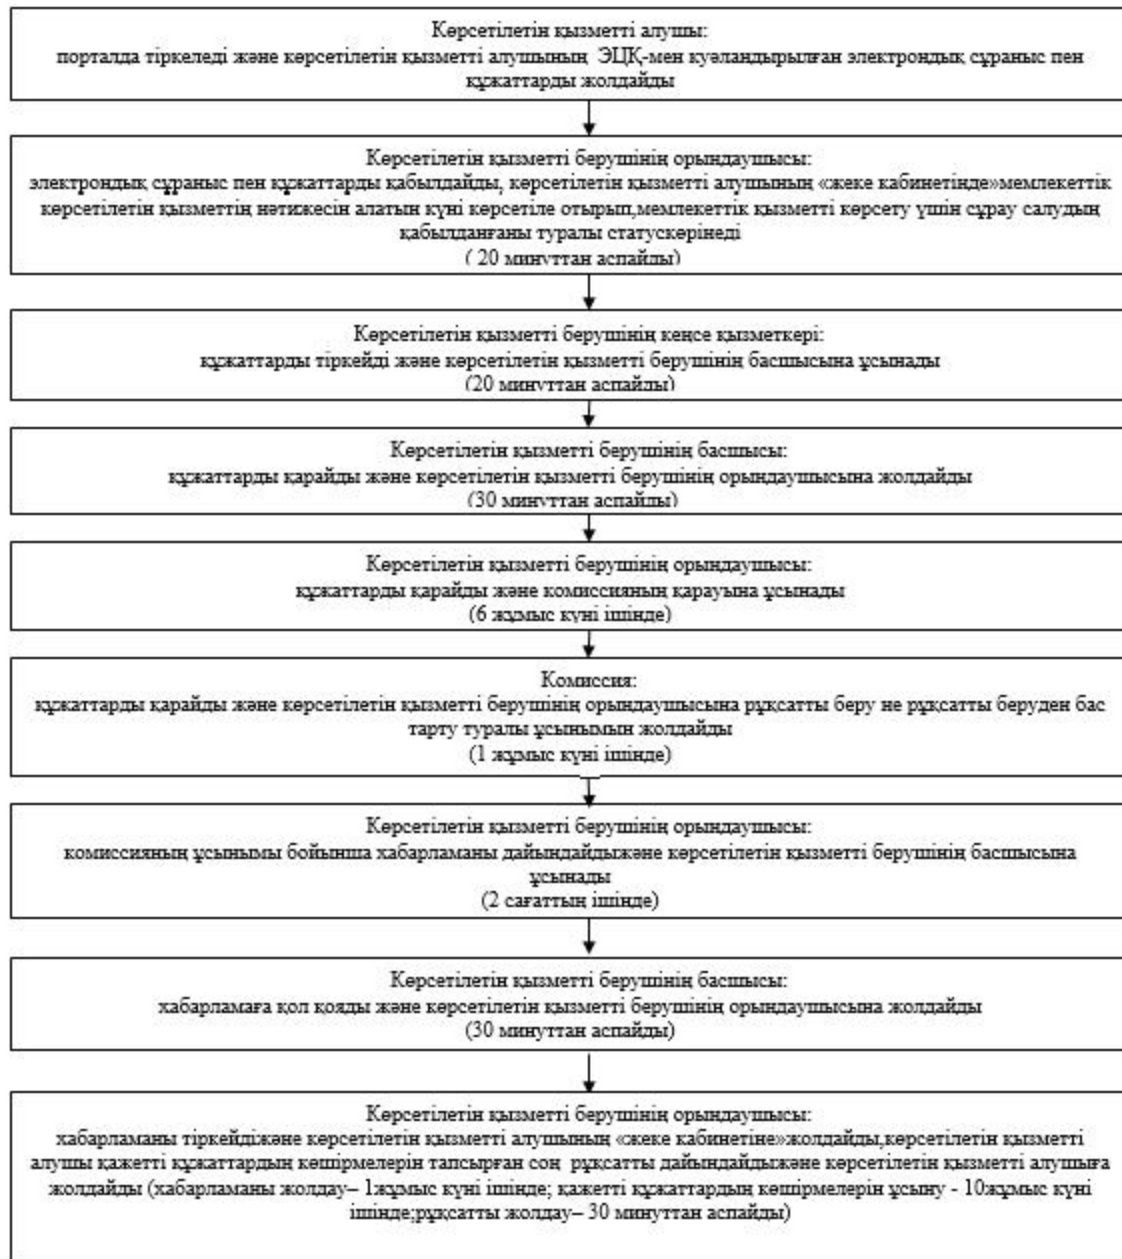 Көрсетілетін қызметті алушы:
порталда тіркеледі және көрсетілетін қызметті алушының ЭЦҚ-мен куәландырылған электрондық сұраныс пен
құжаттарды жолдайды
Көрсетілетін қызметті берушінің орындаушысы:
электрондық сұраныс пен құжаттарды қабылдайды, көрсетілетін қызметті алушының «жеке кабинетінде»мемлекеттік
көрсетілетін қызметтің нәтижесін алатын күні көрсетіле отырып,мемлекеттік қызметті көрсету үшін сұрау салудың
қабылданғаны туралы статускөрінеді
( 20 минуттан аспайды)
Көрсетілетін қызметті берушінің кеңсе қызметкері:
құжаттарды тіркейді және көрсетілетін қызметті берушінің басшысына ұсынады
(20 минуттан аспайды)
Көрсетілетін қызметті берушінің басшысы:
құжаттарды қарайды және көрсетілетін қызметті берушінің орындаушысына жолдайды
(30 минуттан аспайды)
Көрсетілетін қызметті берушінің орындаушысы:
құжаттарды қарайды және комиссияның қарауына ұсынады
(6 жұмыс күні ішінде)
Комиссия:
құжаттарды қарайды және көрсетілетін қызметті берушінің орындаушысына рұқсатты беру не рұқсатты беруден бас
тарту туралы ұсынымын жолдайды
(1 жұмыс күні ішінде)
Көрсетілетін қызметті берушінің орындаушысы:
комиссияның ұсынымы бойынша хабарламаны дайындайдыжәне көрсетілетін қызметті берушінің басшысына
ұсынады
(2 сағаттың ішінде)
Көрсетілетін қызметті берушінің басшысы:
хабарламаға қол қояды және көрсетілетін қызметті берушінің орындаушысына жолдайды
(30 минуттан аспайды)
Көрсетілетін қызметті берушінің орындаушысы:
хабарламаны тіркейдіжәне көрсетілетін қызметті алушының «жеке кабинетіне»жолдайды,көрсетілетін қызметті
алушы қажетті құжаттардың көшірмелерін тапсырған соң рұқсатты дайындайдыжәне көрсетілетін қызметті алушыға
жолдайды (хабарламаны жолдау– 1жұмыс күні ішінде; қажетті құжаттардың көшірмелерін ұсыну - 10жұмыс күні
ішінде;рұқсатты жолдау– 30 минуттан аспайды)